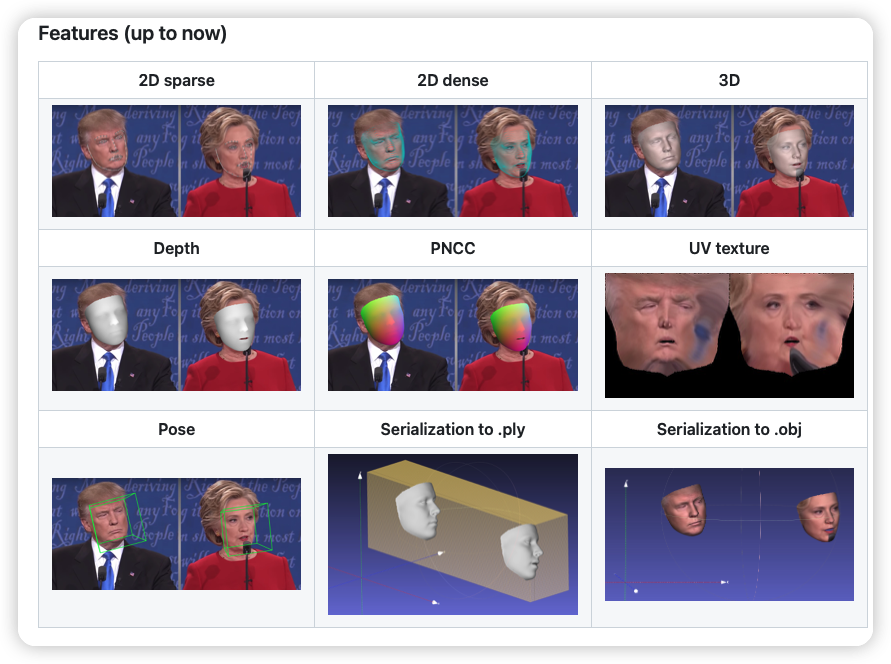 Features (up to now)
2D sparse
2D dense
3D
Depth
PNCC
UV texture
Pose
Serialization to .ply
Serialization to .obj